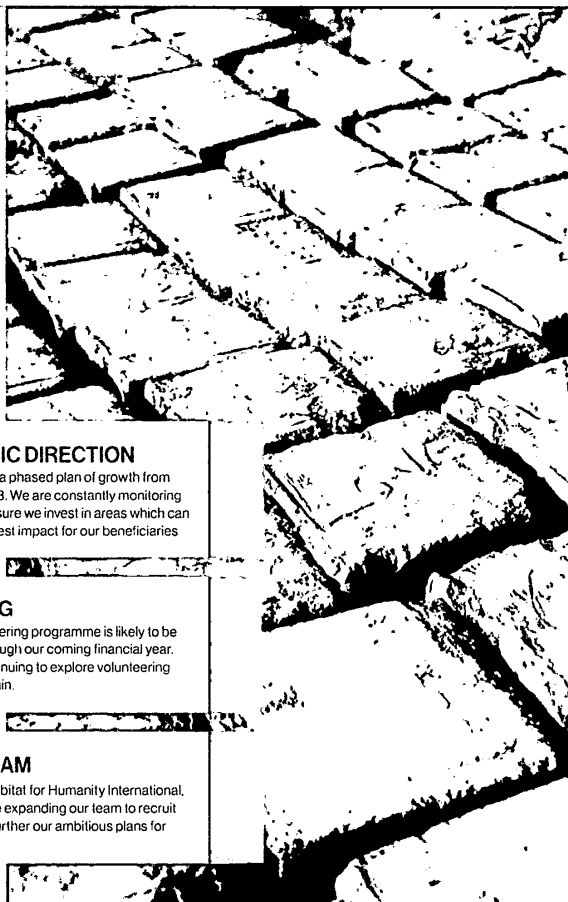 IC DIRECTION
a phased plan of growth from
3. We are constantly monitoring
sure we invest in areas which can
est impact for our beneficiaries
G
ering programme is likely to be
ugh our coming financial year.
nuing to explore volunteering
in.
AM
bitat for Humanity International,
e expanding our team to recruit
rther our ambitious plans for